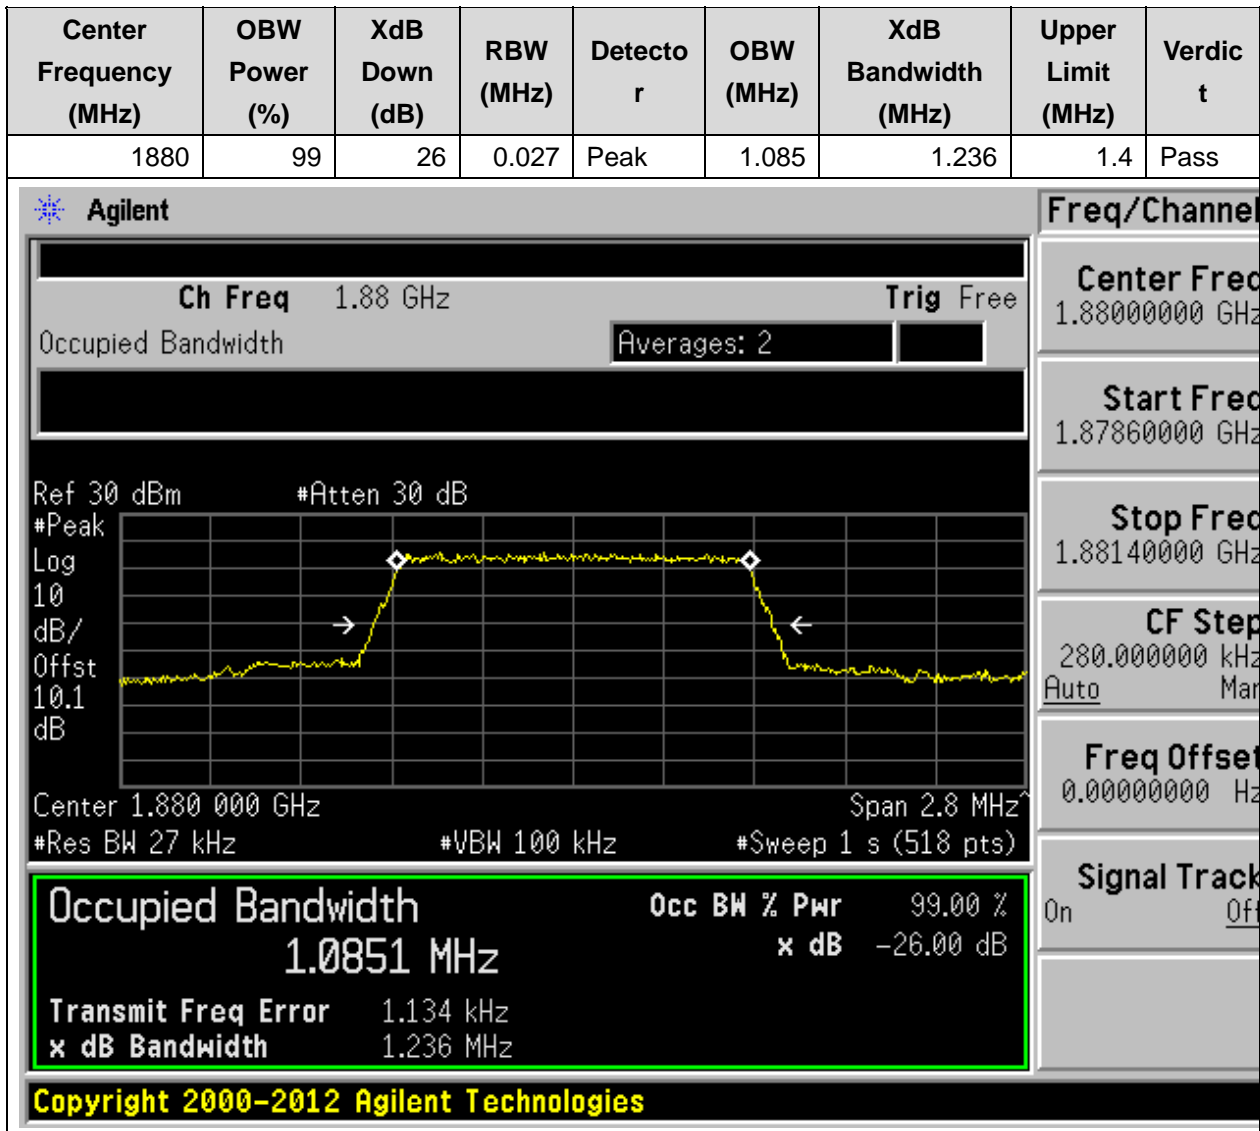 Center Frequency (MHz) OBW Power (%) XdB Down (dB) RBW (MHz) Detecto r OBW (MHz) XdB Bandwidth (MHz) Upper Limit (MHz) Verdic t
1880 99 26 0.027 Peak 1.085 1.236 1.4 Pass
Agilent
Freq/Channel
Ch Freq 1.88 GHz Trig Free
Occupied Bandwidth Averages: 2
Ref 30 dBm #Atten 30 dB
#Peak
Log
10
dB/
Offst
10.1
dB
Center 1.880 000 GHz Span 2.8 MHz^
#Res BW 27 kHz #VBW 100 kHz #Sweep 1 s (518 pts)
Occupied Bandwidth Occ BW % Pwr 99.00 %
1.0851 MHz x dB -26.00 dB
Transmit Freq Error 1.134 kHz
x dB Bandwidth 1.236 MHz
Center Freq
1.88000000 GHz
Start Freq
1.87860000 GHz
Stop Freq
1.88140000 GHz
CF Step
280.000000 kHz
Auto Man
Freq Offset
0.00000000 Hz
Signal Track
On Off
Copyright 2000-2012 Agilent Technologies